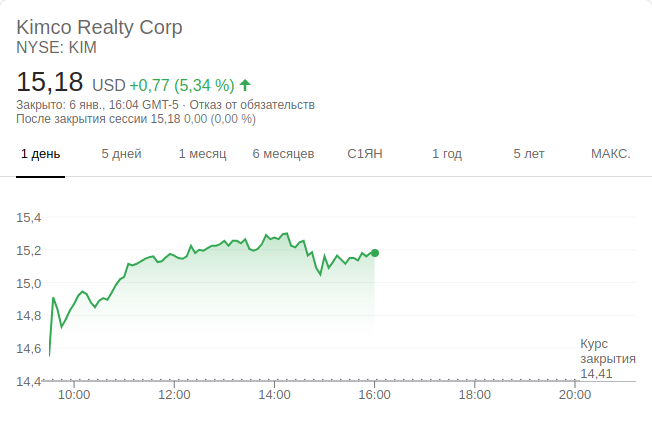 Kimco Realty Corp
NYSE: KIM
15,18 USD +0,77 (5,34 %)
Закрыто: 6 янв., 16:04 GMT-5 · Отказ от обязательств
После закрытия сессии 15,18 0,00 (0,00 %)
1 день 5 дней 1 месяц 6 месяцев С1ЯН 1 год 5 лет МАКС.
15,4
15,2
15,0
14,8
14,6
14,4
Курс
закрытия
14,41
10:00 12:00 14:00 16:00 18:00 20:00